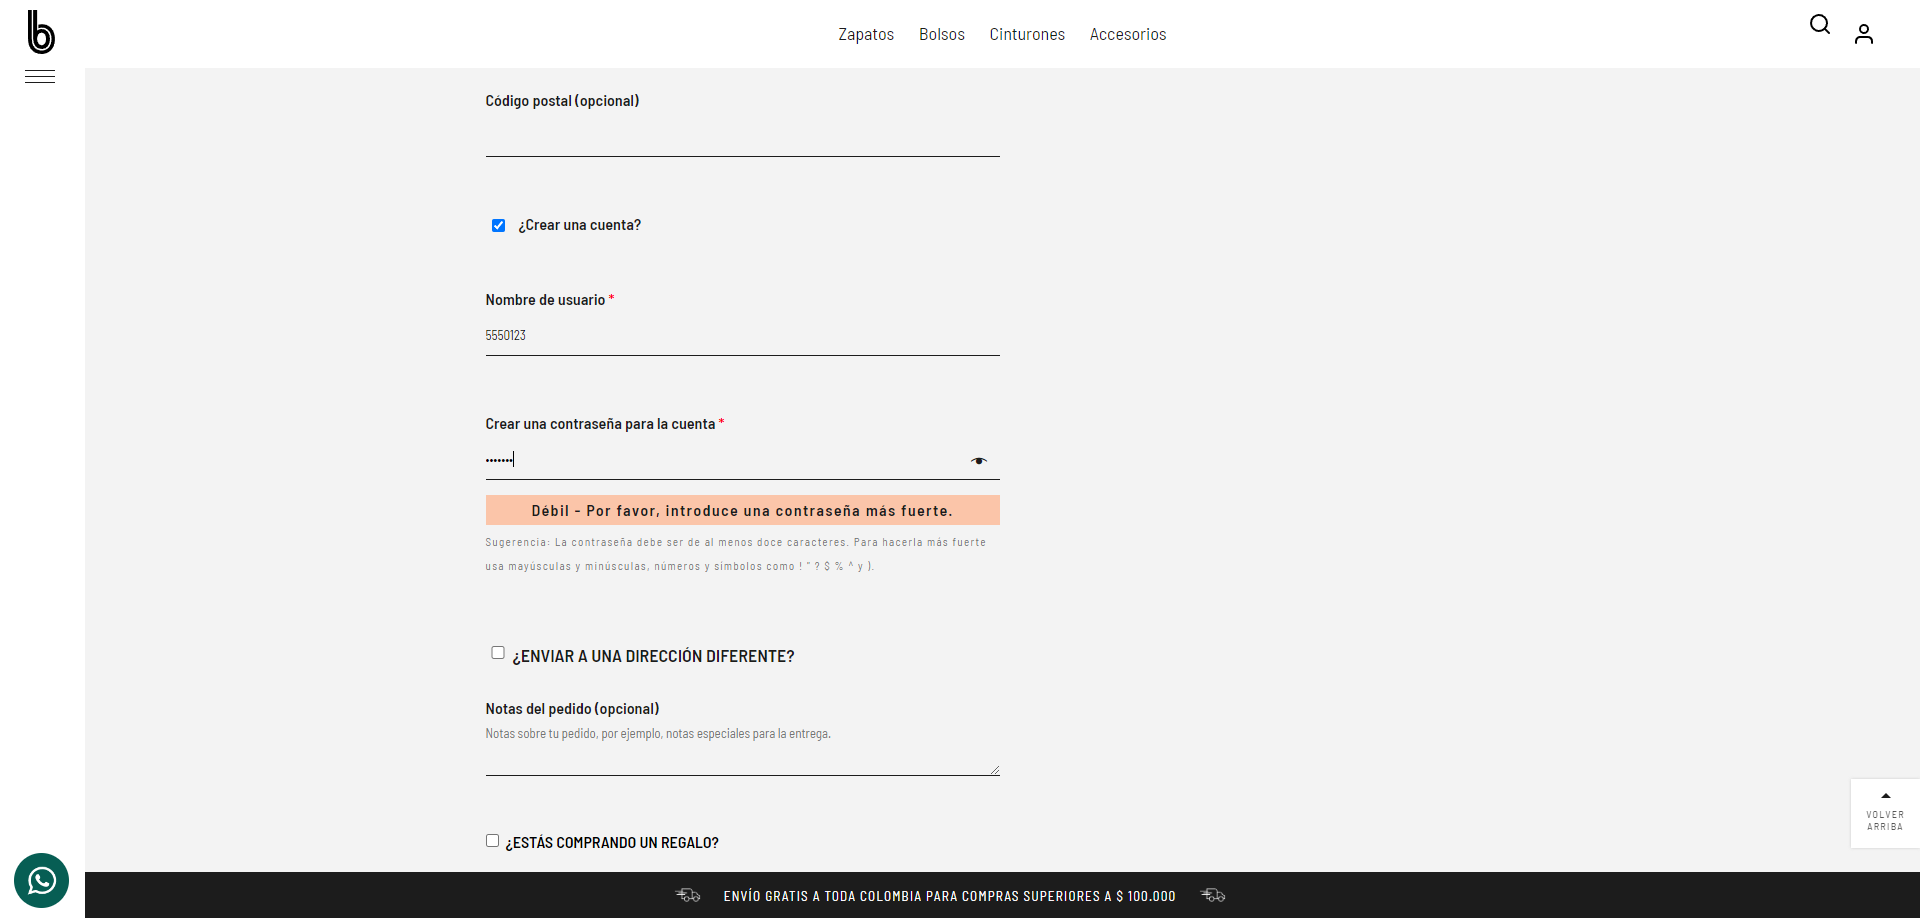 b
Zapatos Bolsos Cinturones Accesorios
Código postal (opcional)
¿Crear una cuenta?
Nombre de usuario *
5550123
Crear una contraseña para la cuenta *
•••••••
Débil - Por favor, introduce una contraseña más fuerte.
Sugerencia: La contraseña debe ser de al menos doce caracteres. Para hacerla más fuerte
usa mayúsculas y minúsculas, números y símbolos como ! " ? $ % ^ y ).
¿ENVIAR A UNA DIRECCIÓN DIFERENTE?
Notas del pedido (opcional)
Notas sobre tu pedido, por ejemplo, notas especiales para la entrega.
¿ESTÁS COMPRANDO UN REGALO?
VOLVER
ARRIBA
ENVÍO GRATIS A TODA COLOMBIA PARA COMPRAS SUPERIORES A $ 100.000